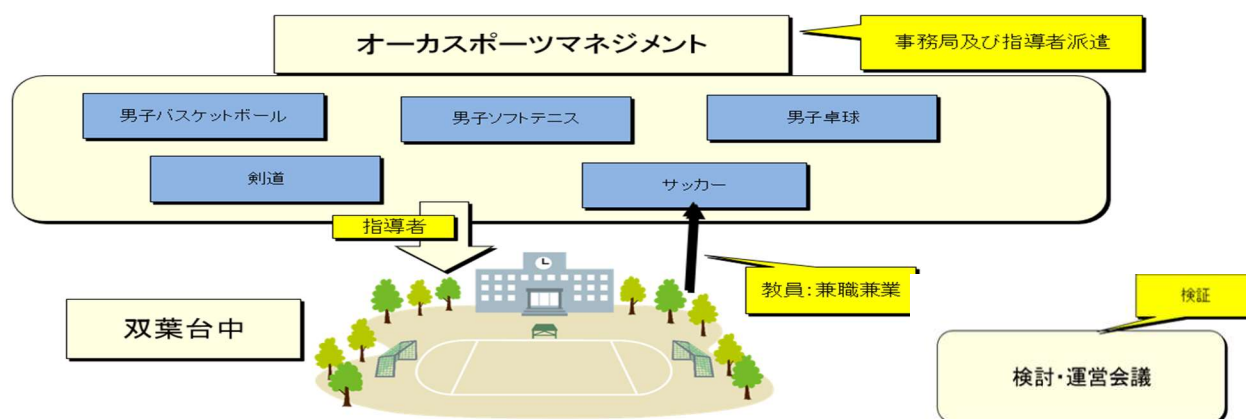 オーカスポーツマネジメント
事務局及び指導者派遣
男子バスケットボール
男子ソフトテニス
男子卓球
剣道
サッカー
指導者
教員：兼職兼業
双葉台中
検証
検討・運営会議